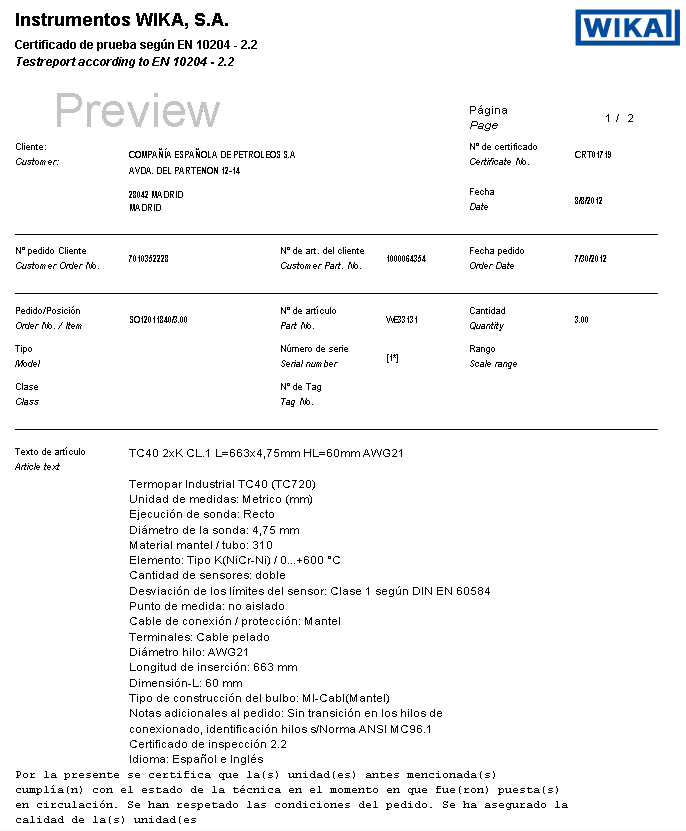 Instrumentos WIKA, S.A.
WIKA
Certificado de prueba según EN 10204 - 2.2
Testreport according to EN 10204 - 2.2
Preview
Página 1 / 2
Page
Cliente: COMPAÑÍA ESPAÑOLA DE PETROLEOS S.A Nº de certificado CRT01719
Customer: AVDA. DEL PARTENON 12-14 Certificate No.
28042 MADRID Fecha 8/8/2012
MADRID Date
Nº pedido Cliente 7010352228 Nº de art. del cliente 1000064354 Fecha pedido 7/30/2012
Customer Order No. Customer Part. No. Order Date
Pedido/Posición SO12011840/3.00 Nº de artículo WE33131 Cantidad 3.00
Order No. / Item Part No. Quantity
Tipo Número de serie [1*] Rango
Model Serial number Scale range
Clase Nº de Tag
Class Tag No.
Texto de artículo TC40 2xK CL.1 L=663x4,75mm HL=60mm AWG21
Article text
Termopar Industrial TC40 (TC720)
Unidad de medidas: Metrico (mm)
Ejecución de sonda: Recto
Diámetro de la sonda: 4,75 mm
Material mantel / tubo: 310
Elemento: Tipo K(NiCr-Ni) / 0...+600 °C
Cantidad de sensores: doble
Desviación de los límites del sensor: Clase 1 según DIN EN 60584
Punto de medida: no aislado
Cable de conexión / protección: Mantel
Terminales: Cable pelado
Diámetro hilo: AWG21
Longitud de inserción: 663 mm
Dimensión-L: 60 mm
Tipo de construcción del bulbo: MI-Cabl(Mantel)
Notas adicionales al pedido: Sin transición en los hilos de
conexionado, identificación hilos s/Norma ANSI MC96.1
Certificado de inspección 2.2
Idioma: Español e Inglés
Por la presente se certifica que la(s) unidad(es) antes mencionada(s)
cumplía(n) con el estado de la técnica en el momento en que fue(ron) puesta(s)
en circulación. Se han respetado las condiciones del pedido. Se ha asegurado la
calidad de la(s) unidad(es